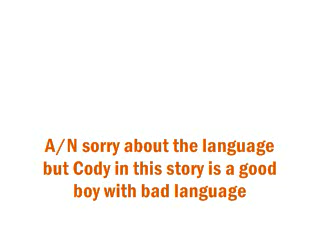 A/N sorry about the language
but Cody in this story is a good
boy with bad language